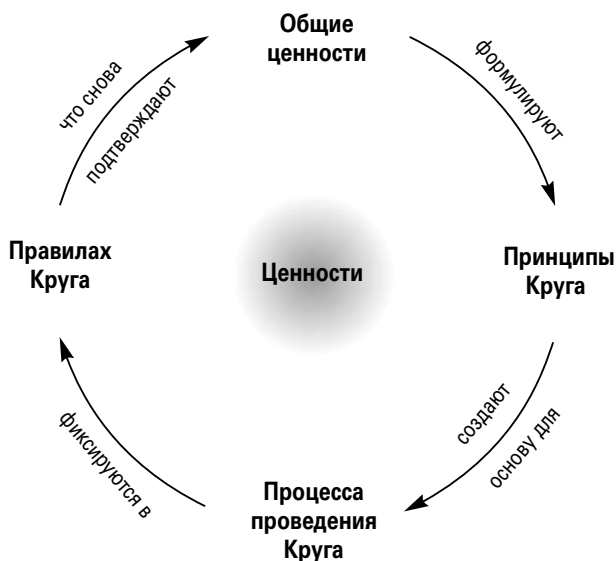 Общие
ценности
формулируют
Принципы
Круга
создают
основу для
Процесса
проведения
Круга
фиксируются в
Правилах
Круга
что снова
подтверждают
Ценности